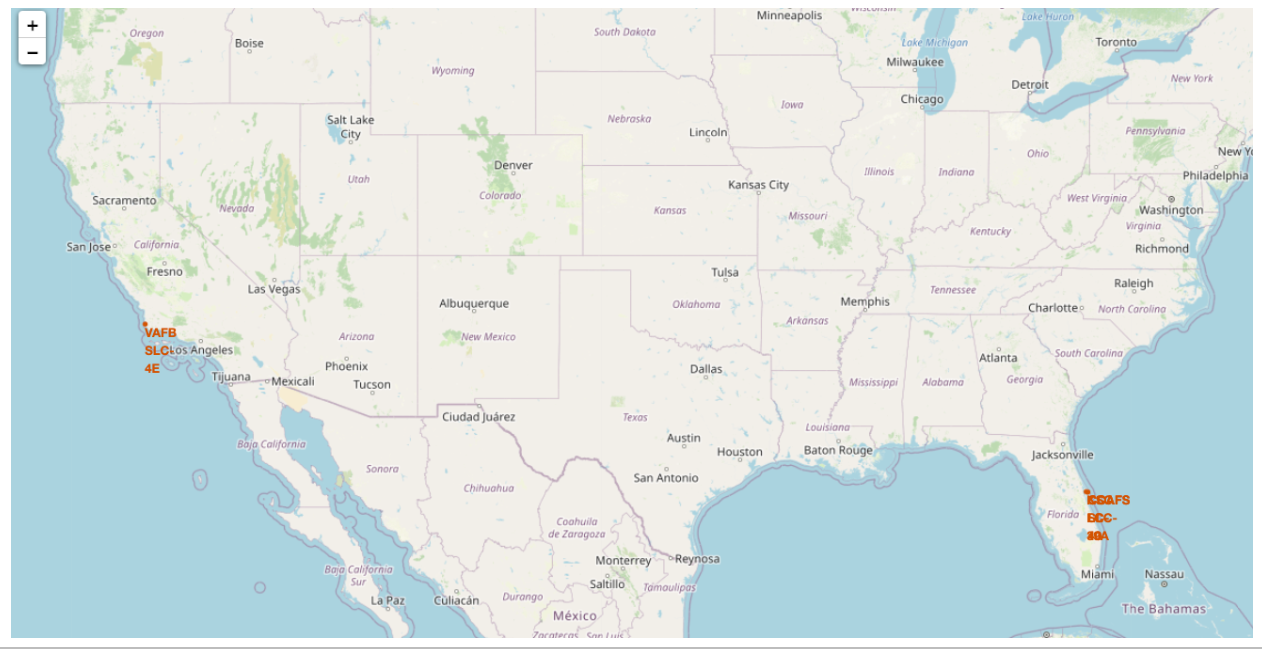 +
−
Oregon
Boise
South Dakota
Minneapolis
Wisconsin
Lake Huron
Lake Michigan
Toronto
Milwaukee
Wyoming
Detroit
New York
Chicago
Iowa
Salt Lake
City
Nebraska
Lincoln
Pennsylvania
New Yo
Ohio
Denver
Utah
Colorado
Illinois
Indiana
Philadelphia
Kansas City
Sacramento
Nevada
Kansas
Missouri
West Virginia
Washington
Virginia
Kentucky
San Jose
California
Richmond
Fresno
Las Vegas
Tulsa
Raleigh
Tennessee
Albuquerque
Oklahoma
Memphis
Charlotte
North Carolina
Arkansas
VAFB
SLC-
4E
Los Angeles
Arizona
New Mexico
Atlanta
South Carolina
Phoenix
Dallas
Tijuana
Mexicali
Tucson
Mississippi
Alabama
Georgia
Ciudad Juárez
Texas
Louisiana
Baja California
Austin
Houston
Baton Rouge
Jacksonville
Sonora
San Antonio
Chihuahua
Florida
Coahuila
de Zaragoza
Monterrey
Reynosa
Miami
Nassau
Baja California
Sur
Saltillo
Tamaulipas
La Paz
Culiacán
Durango
The Bahamas
México
Zacatecas
San Luis